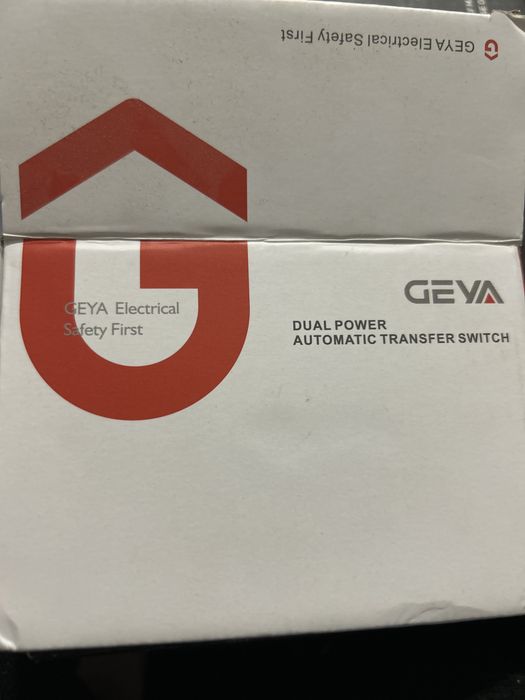 GEYA Electrical Safety First
GEYA
GEYA Electrical
Safety First
DUAL POWER
AUTOMATIC TRANSFER SWITCH